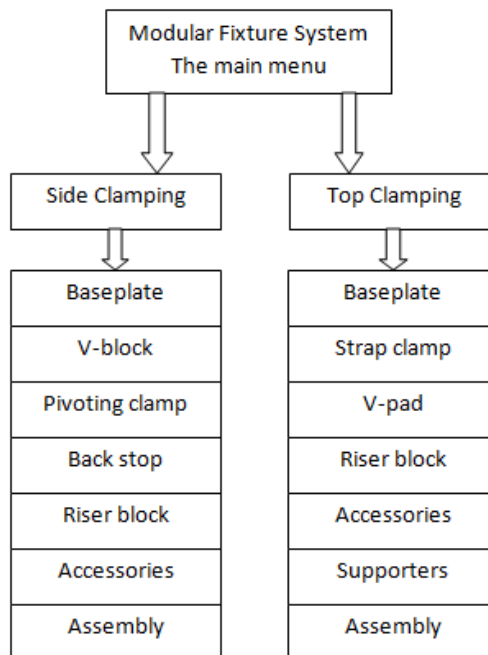 Modular Fixture System
The main menu
Side Clamping
Top Clamping
Baseplate
V-block
Pivoting clamp
Back stop
Riser block
Accessories
Assembly
Baseplate
Strap clamp
V-pad
Riser block
Accessories
Supporters
Assembly